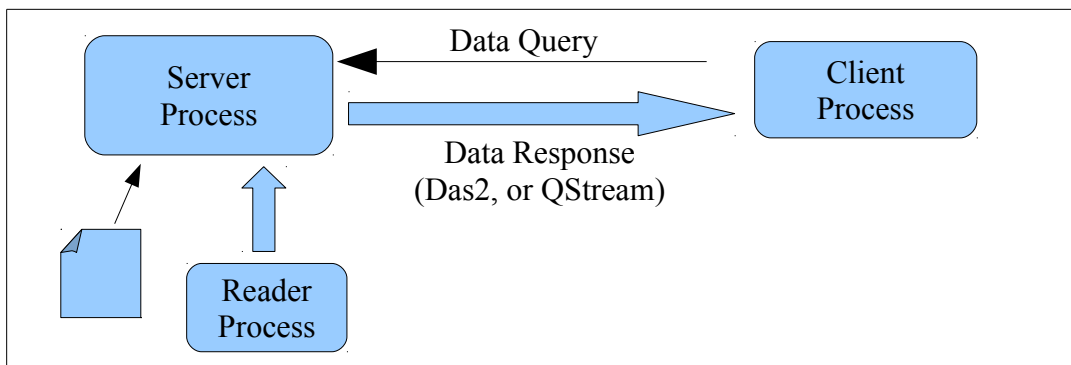 Data Query
Server
Process
Client
Process
Data Response
(Das2, or QStream)
Reader
Process